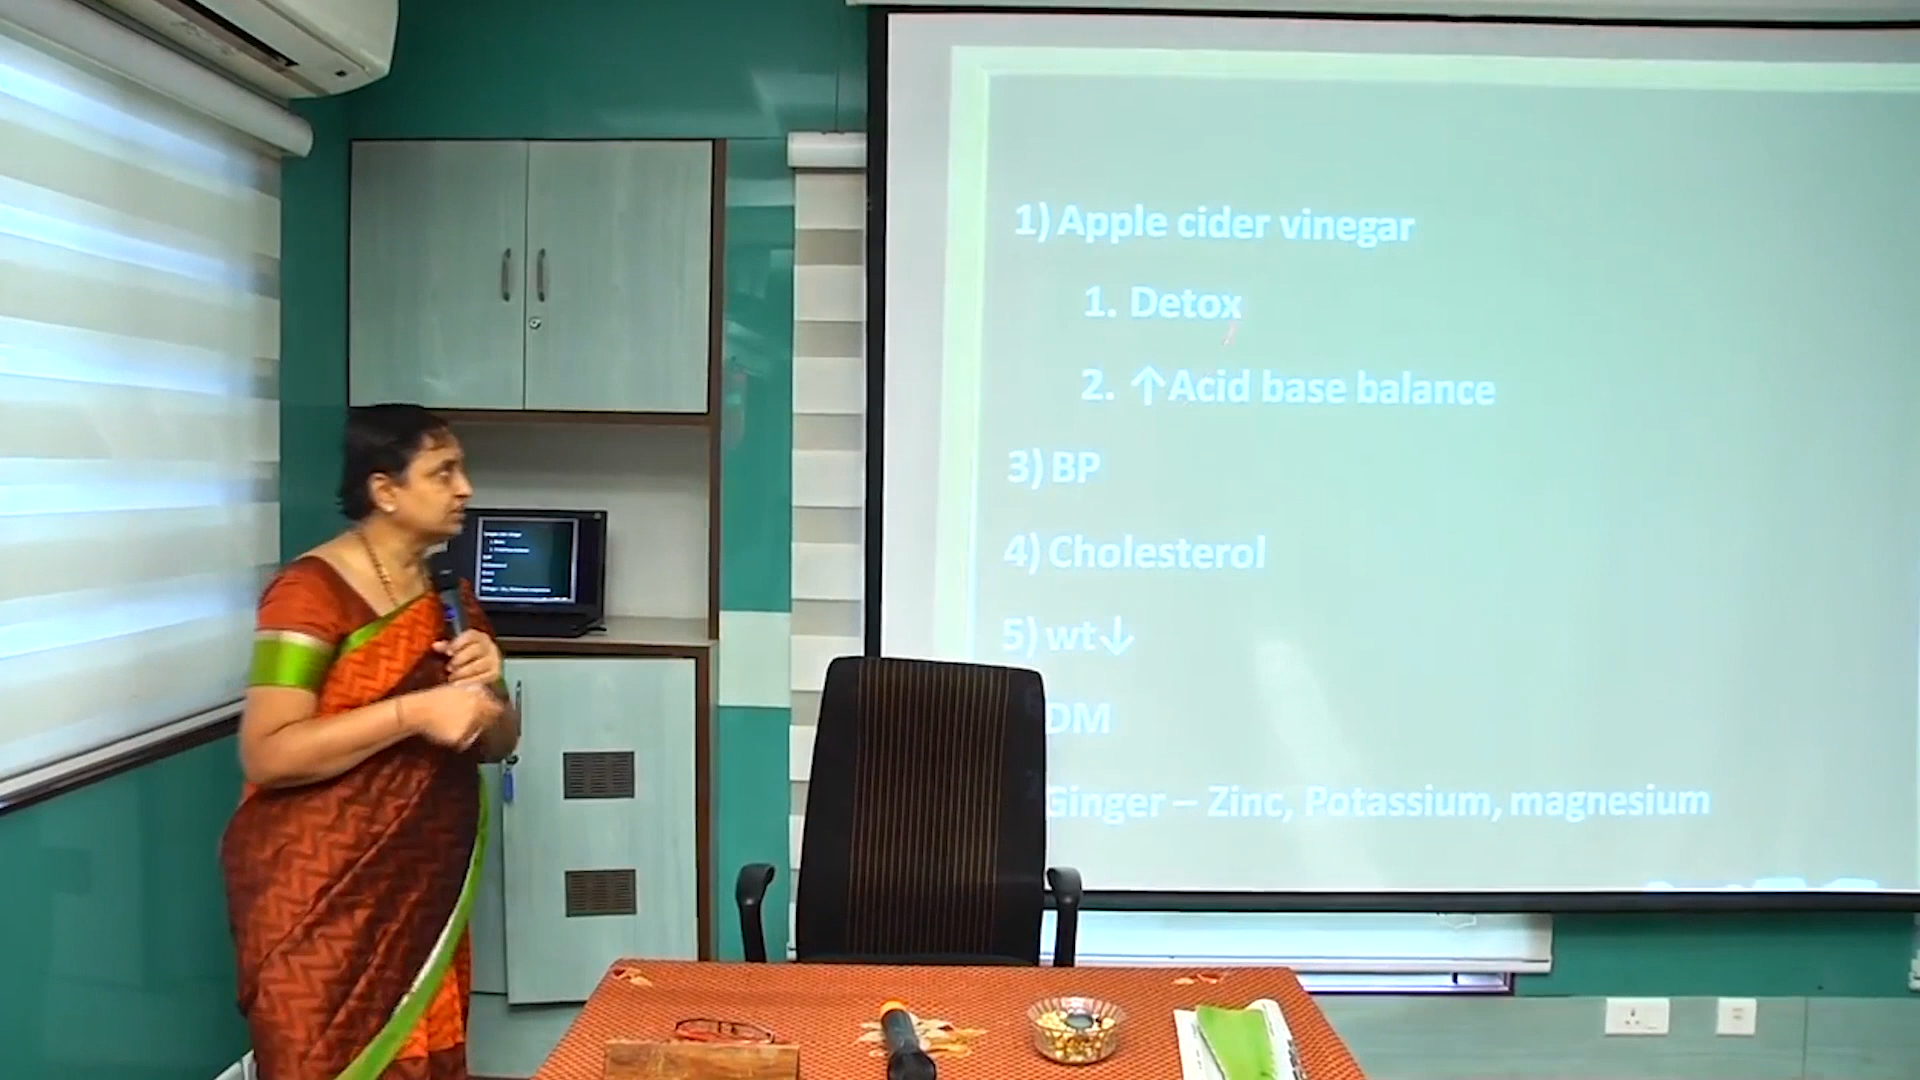 1) Apple cider vinegar
1. Detox
2. ↑Acid base balance
3) BP
4) Cholesterol
5) wt↓
DM
Ginger – Zinc, Potassium, magnesium